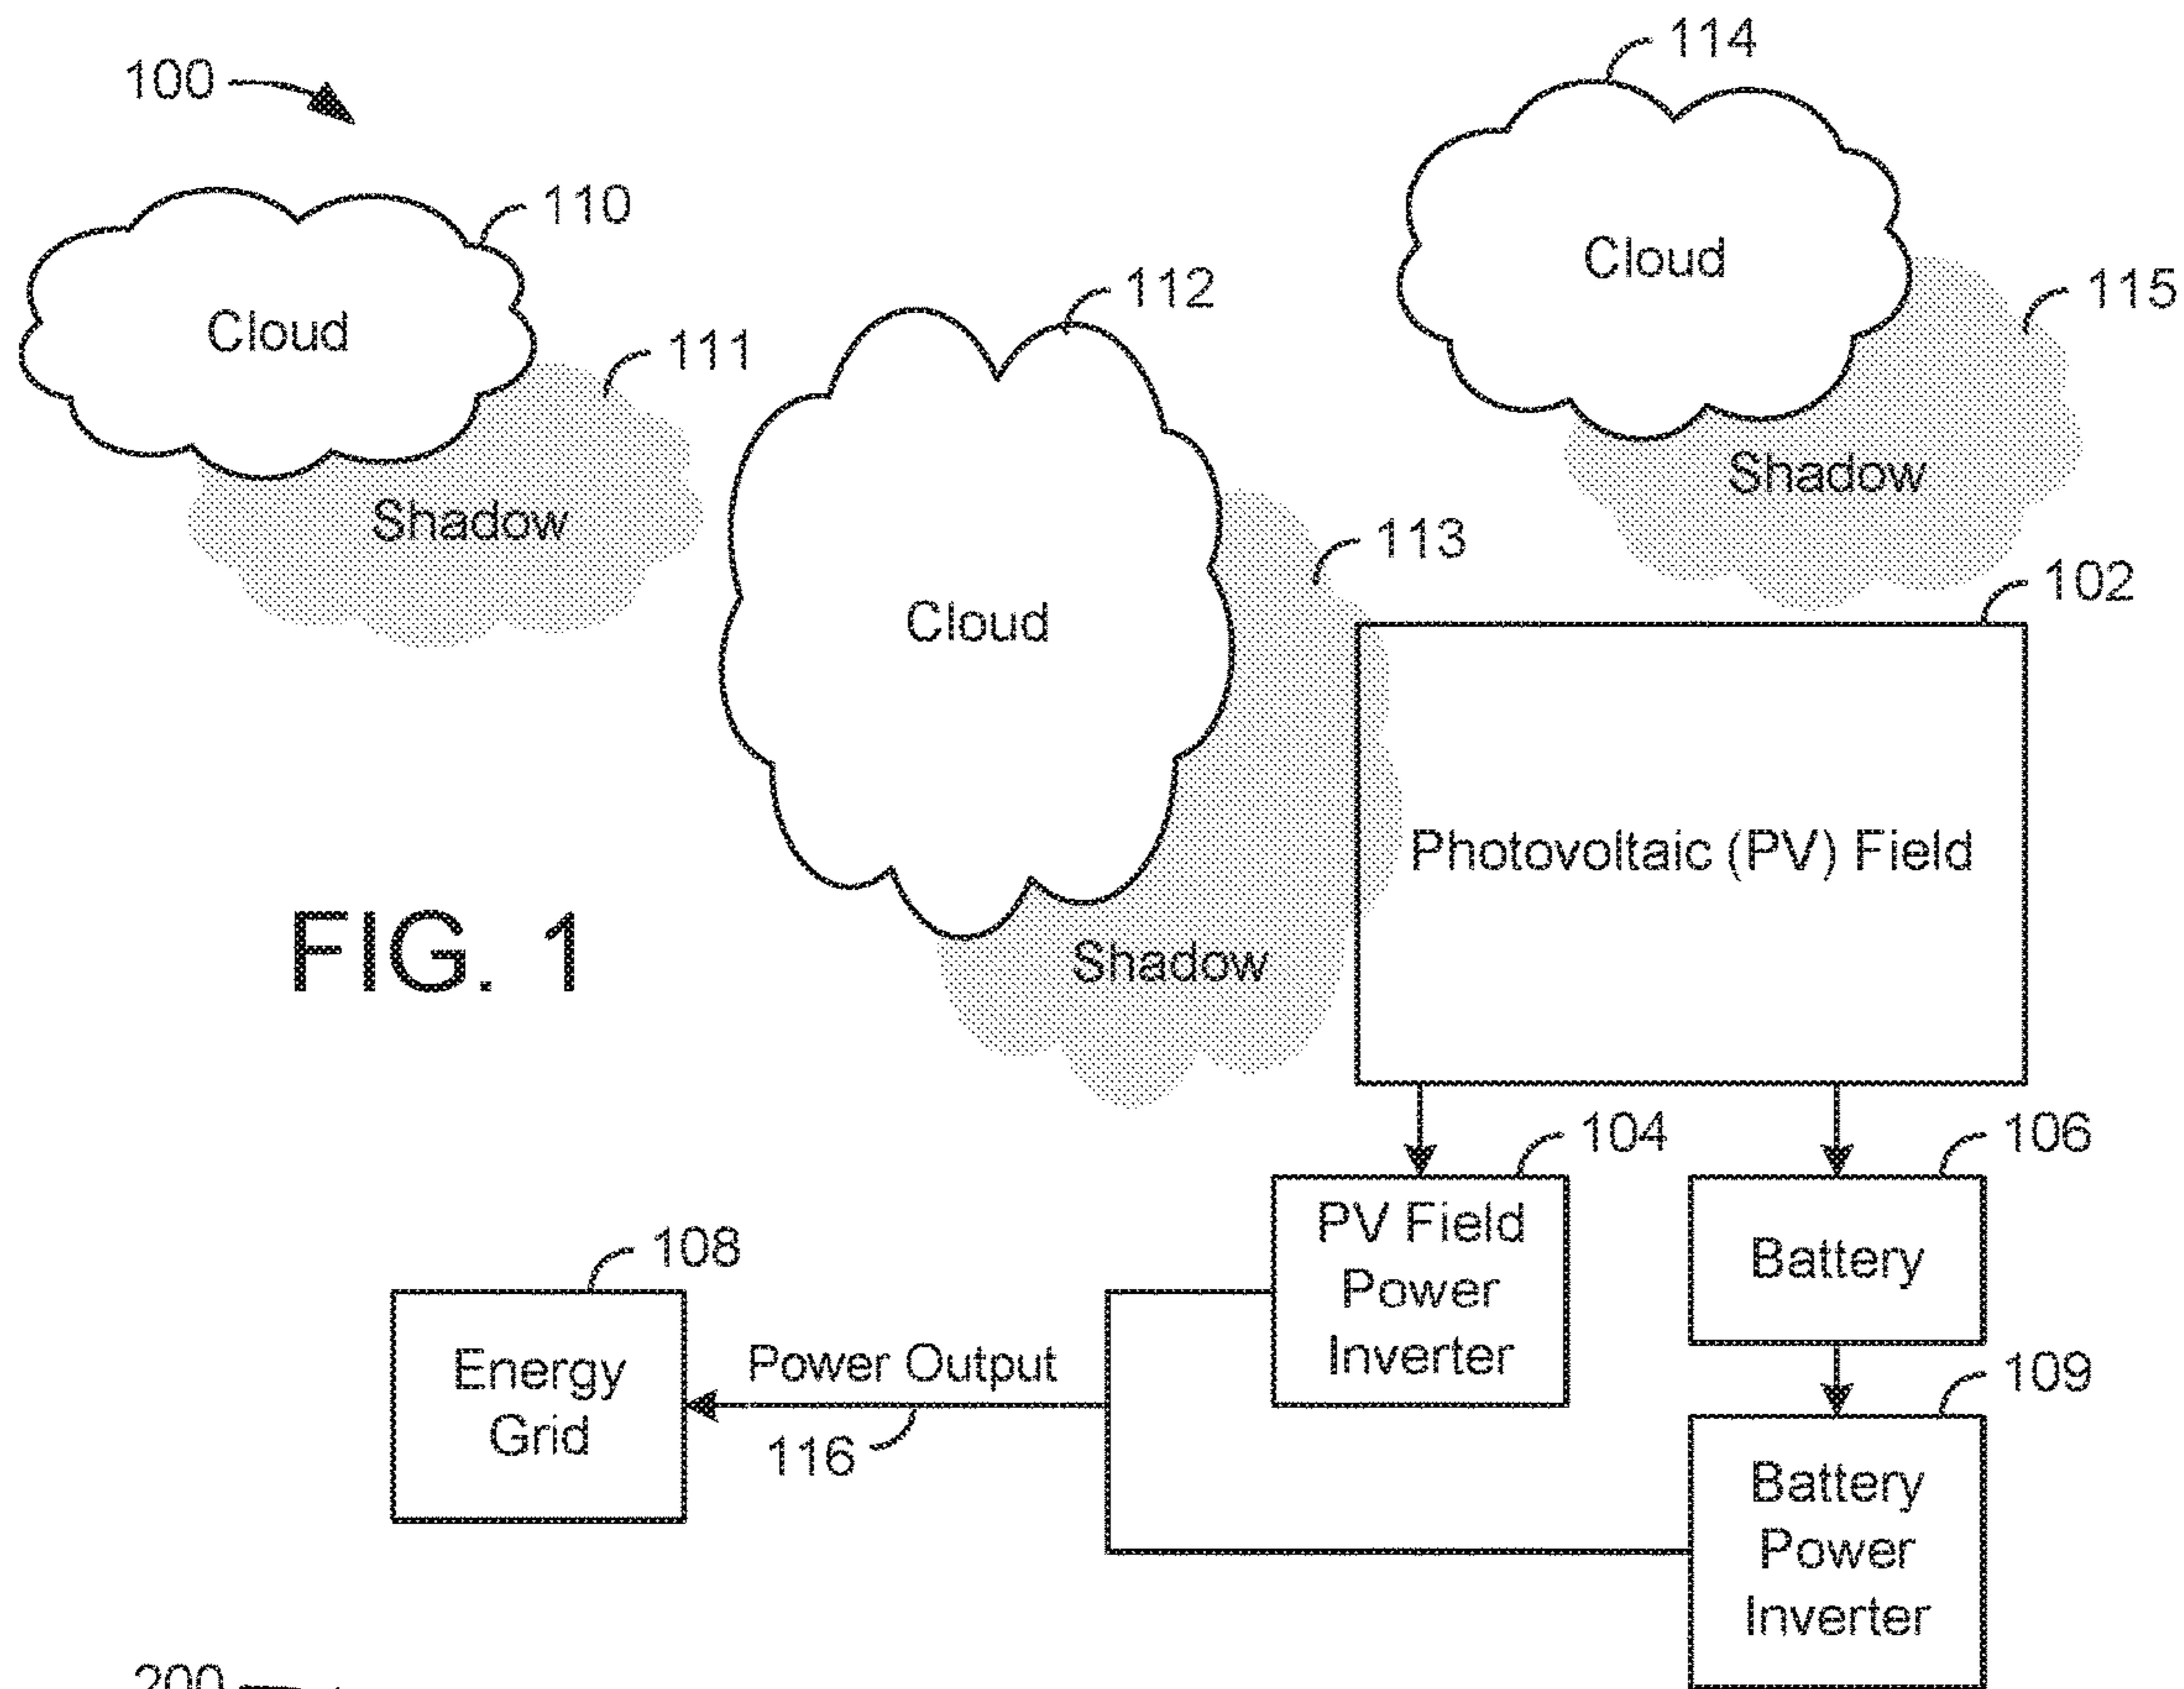 100
114
110
Cloud
112
115
Cloud
111
Shadow
Shadow
113
Cloud
102
Photovoltaic (PV) Field
FIG. 1
Shadow
104
106
PV Field
Power
Inverter
Battery
108
Energy
Grid
Power Output
116
109
Battery
Power
Inverter
200